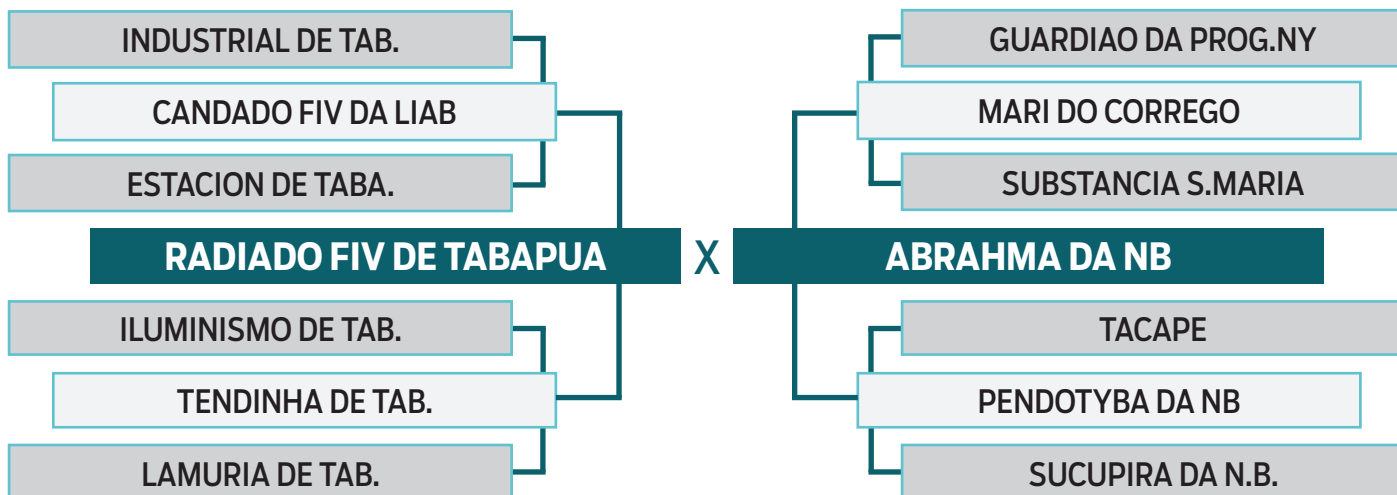 INDUSTRIAL DE TAB.
CANDADO FIV DA LIAB
ESTACION DE TABA.
RADIADO FIV DE TABAPUA
ILUMINISMO DE TAB.
TENDINHA DE TAB.
LAMURIA DE TAB.
X
GUARDIAO DA PROG.NY
MARI DO CORREGO
SUBSTANCIA S.MARIA
ABRAHMA DA NB
TACAPE
PENDOTYBA DA NB
SUCUPIRA DA N.B.